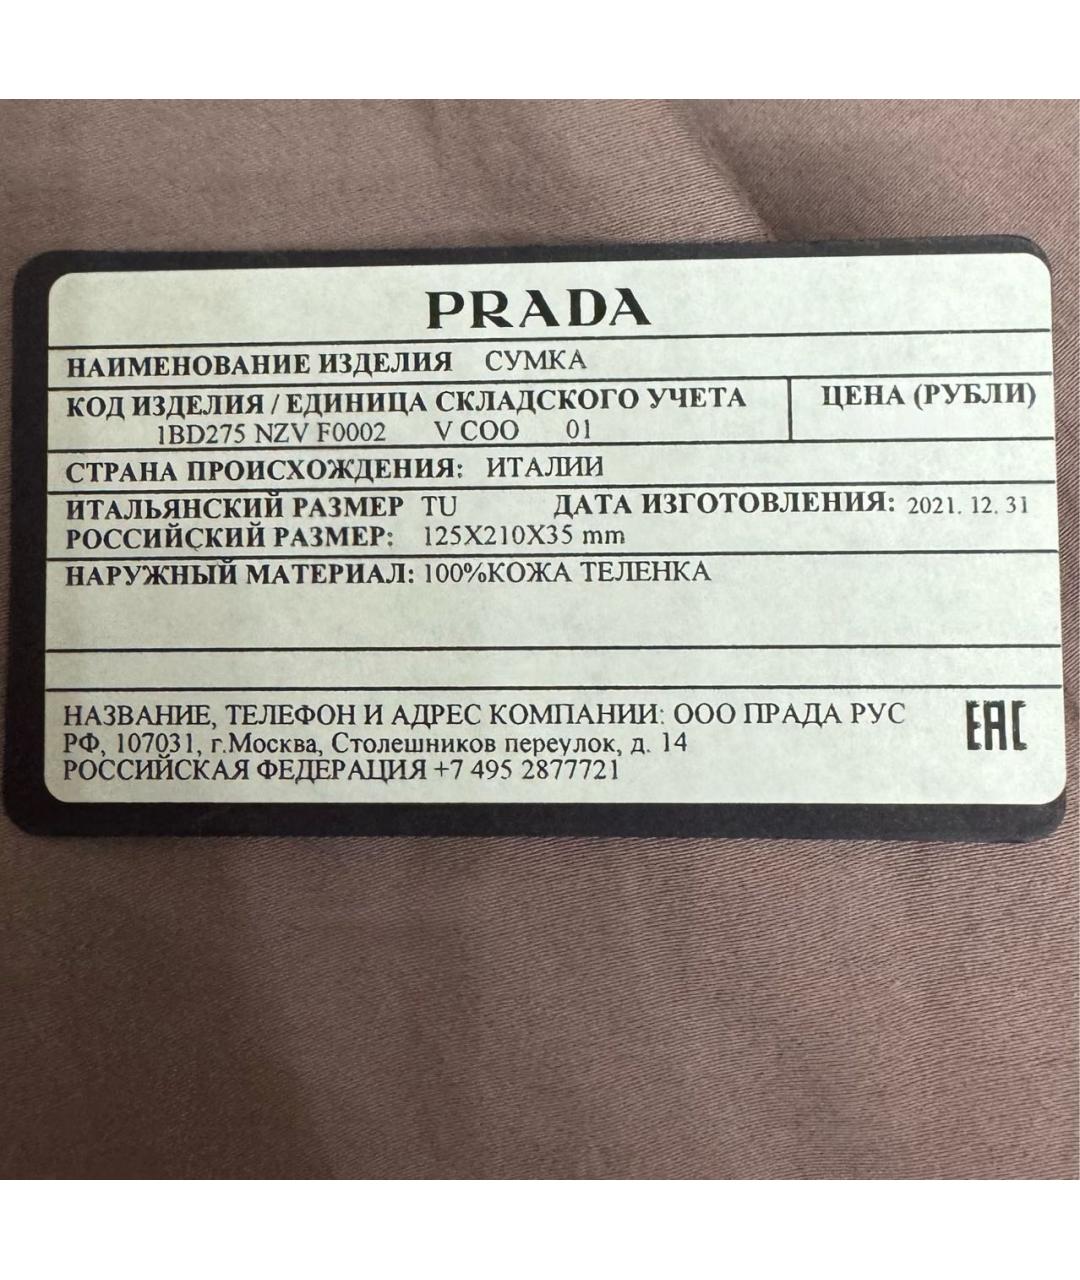 PRADA
НАИМЕНОВАНИЕ ИЗДЕЛИЯ СУМКА
КОД ИЗДЕЛИЯ / ЕДИНИЦА СКЛАДСКОГО УЧЕТА ЦЕНА (РУБЛИ)
1BD275 NZV F0002 V COO 01
СТРАНА ПРОИСХОЖДЕНИЯ: ИТАЛИИ
ИТАЛЬЯНСКИЙ РАЗМЕР TU ДАТА ИЗГОТОВЛЕНИЯ: 2021. 12. 31
РОССИЙСКИЙ РАЗМЕР: 125X210X35 mm
НАРУЖНЫЙ МАТЕРИАЛ: 100%КОЖА ТЕЛЕНКА
НАЗВАНИЕ, ТЕЛЕФОН И АДРЕС КОМПАНИИ: ООО ПРАДА РУС
РФ, 107031, г.Москва, Столешников переулок, д. 14
РОССИЙСКАЯ ФЕДЕРАЦИЯ +7 495 2877721
EAC